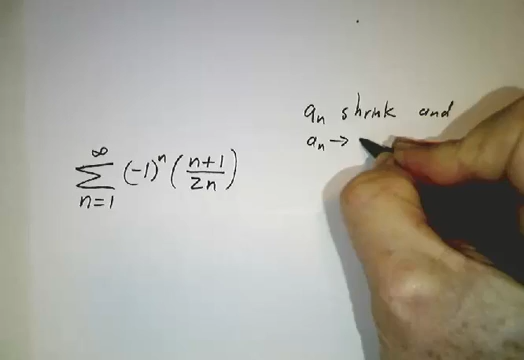 a_n shrink and
a_n →
∑_{n=1}^{∞} (-1)^n ( (n+1)/(2n) )